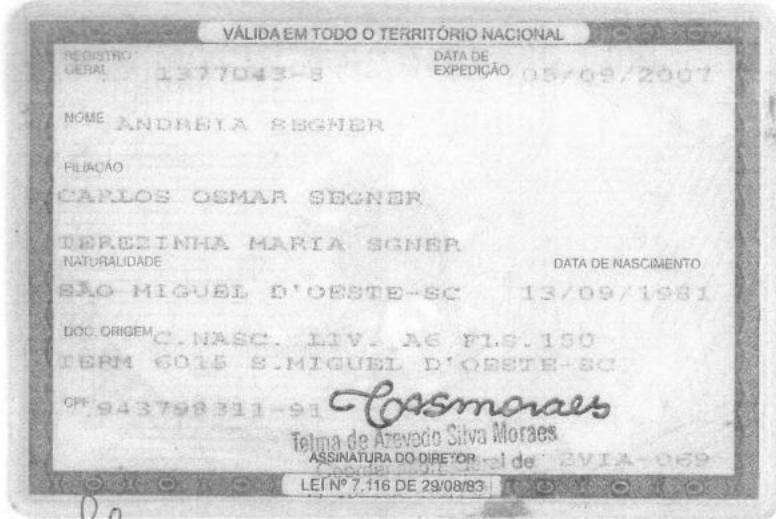 VÁLIDA EM TODO O TERRITÓRIO NACIONAL
REGISTRO GERAL 1377043-8 DATA DE EXPEDIÇÃO 05/09/2007
NOME ANDREIA SEGNER
FILIAÇÃO
CARLOS OSMAR SEGNER
TEREZINHA MARIA SGNER
NATURALIDADE DATA DE NASCIMENTO
SÃO MIGUEL D'OESTE-SC 13/09/1981
DOC. ORIGEM C.NASC. LIV. A6 FLS.150
TERM 6015 S.MIGUEL D'OESTE-SC
CPF 943798311-91
Telma de Azevedo Silva Moraes
ASSINATURA DO DIRETOR de 2VIA-069
LEI Nº 7.116 DE 29/08/83